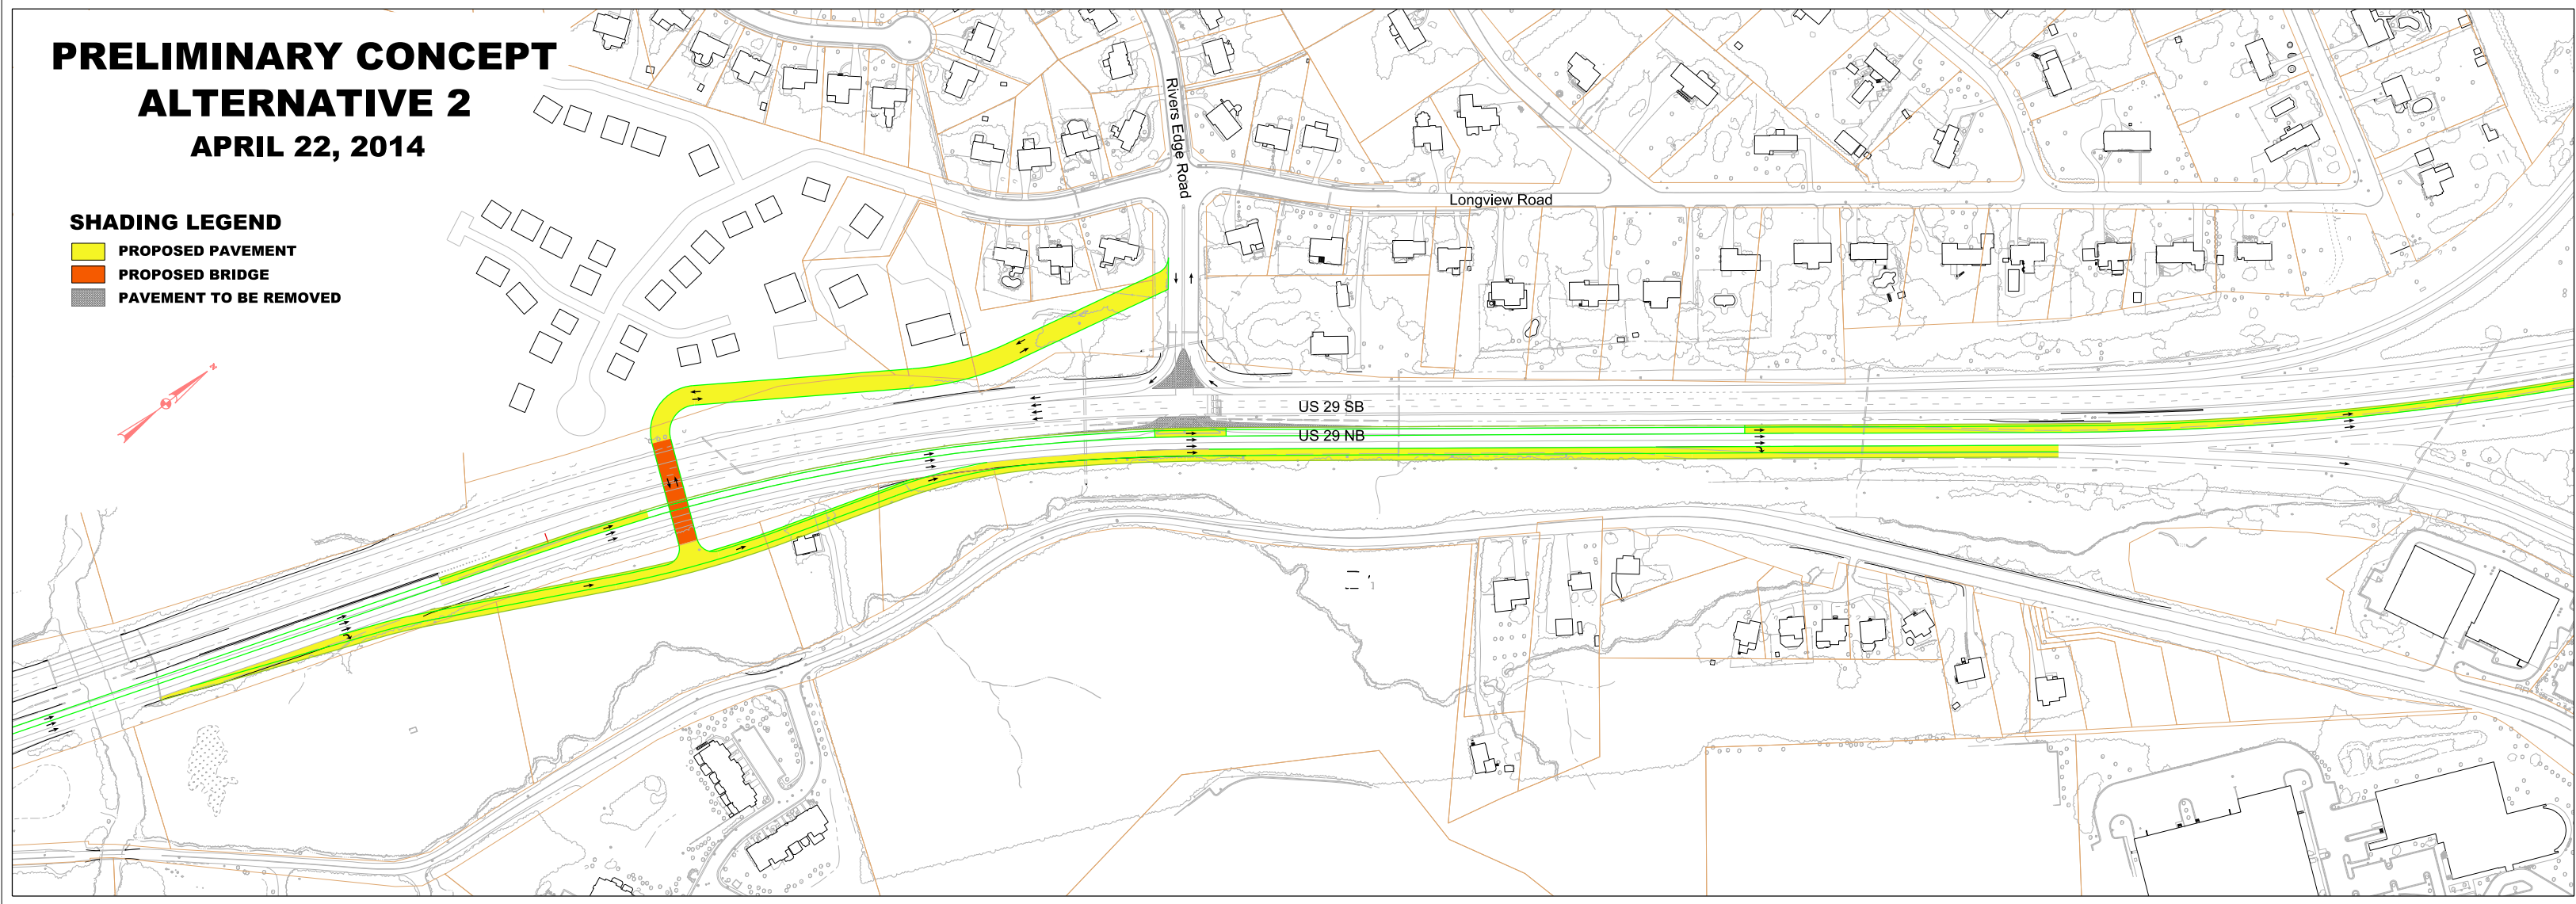 PRELIMINARY CONCEPT
ALTERNATIVE 2
APRIL 22, 2014
SHADING LEGEND
PROPOSED PAVEMENT
PROPOSED BRIDGE
PAVEMENT TO BE REMOVED
N
Rivers Edge Road
Longview Road
US 29 SB
US 29 NB